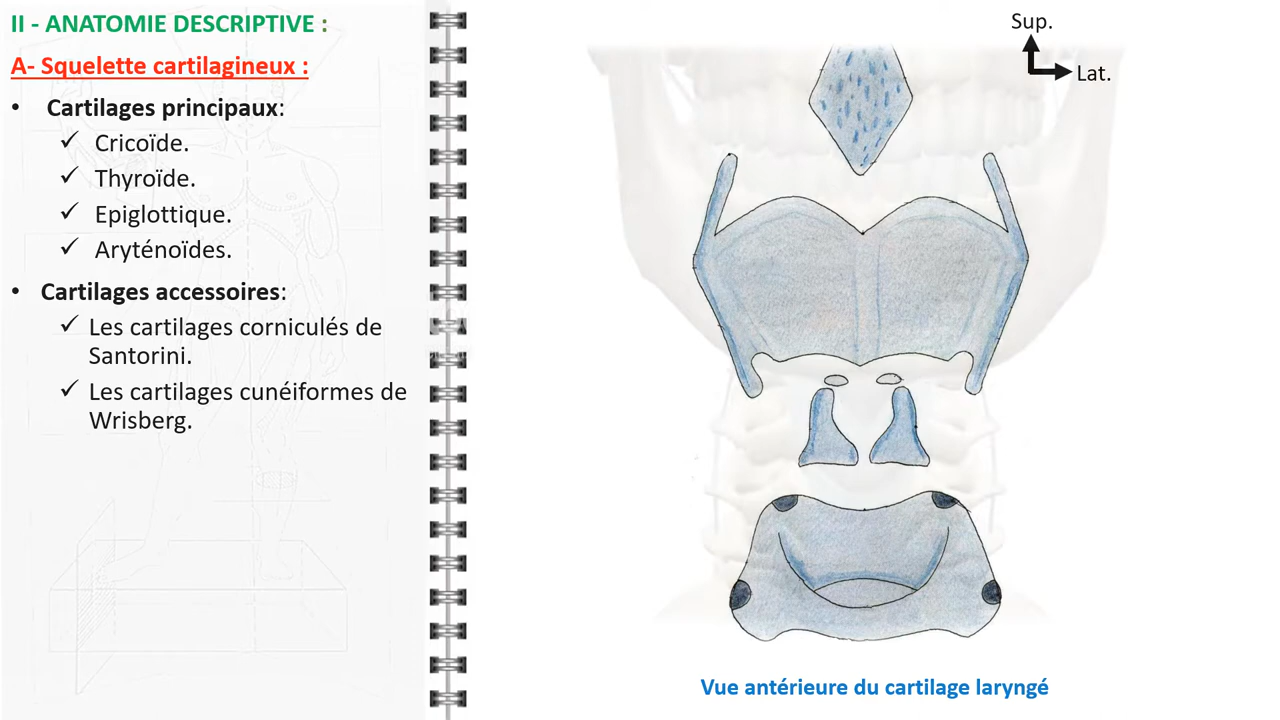 II - ANATOMIE DESCRIPTIVE :
A- Squelette cartilagineux :
• Cartilages principaux:
✓ Cricoïde.
✓ Thyroïde.
✓ Epiglottique.
✓ Aryténoïdes.
• Cartilages accessoires:
✓ Les cartilages corniculés de
Santorini.
✓ Les cartilages cunéiformes de
Wrisberg.
Sup.
Lat.
Vue antérieure du cartilage laryngé